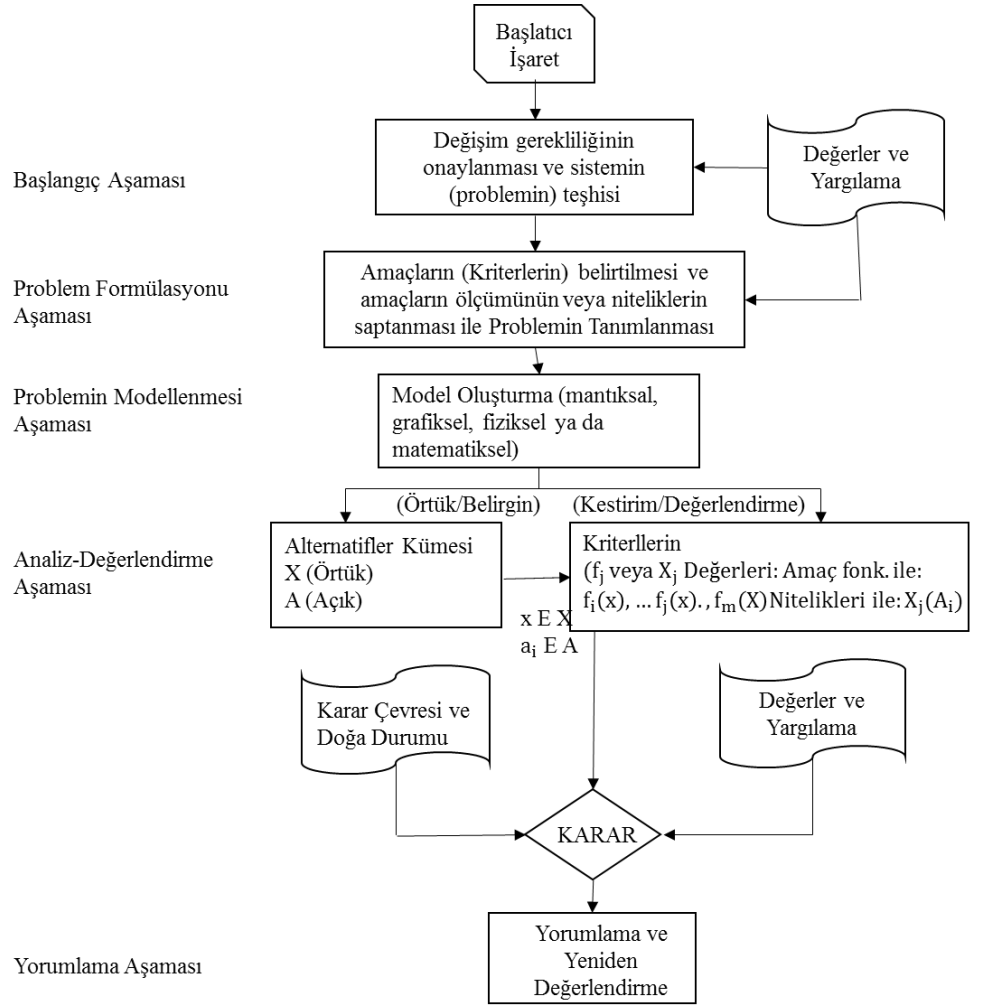 Başlatıcı
İşaret
Değişim gerekliliğinin
onaylanması ve sistemin
(problemin) teşhisi
Değerler ve
Yargılama
Başlangıç Aşaması
Problem Formülasyonu
Aşaması
Amaçların (Kriterlerin) belirtilmesi ve
amaçların ölçümünün veya niteliklerin
saptanması ile Problemin Tanımlanması
Problemin Modellenmesi
Aşaması
Model Oluşturma (mantıksal,
grafiksel, fiziksel ya da
matematiksel)
(Örtük/Belirgin)
(Kestirim/Değerlendirme)
Analiz-Değerlendirme
Aşaması
Alternatifler Kümesi
X (Örtük)
A (Açık)
Kriterllerin
(fj veya Xj Değerleri: Amaç fonk. ile:
fi(x), … fj(x). , fm(X)Nitelikleri ile: Xj(Ai)
x E X
ai E A
Karar Çevresi ve
Doğa Durumu
Değerler ve
Yargılama
KARAR
Yorumlama Aşaması
Yorumlama ve
Yeniden
Değerlendirme